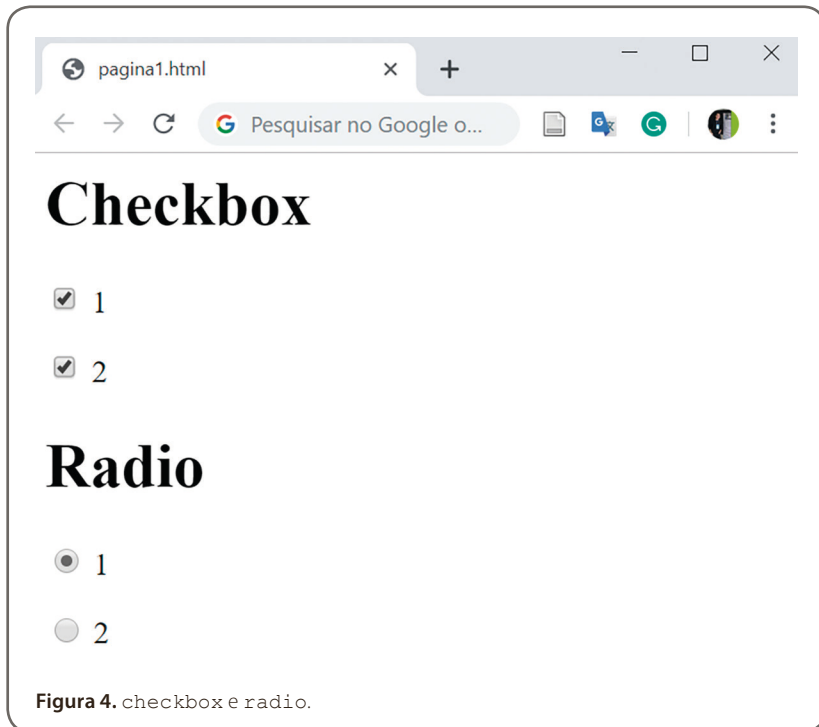 pagina1.html
Pesquisar no Google o...
Checkbox
1
2
Radio
1
2
Figura 4. checkbox e radio.